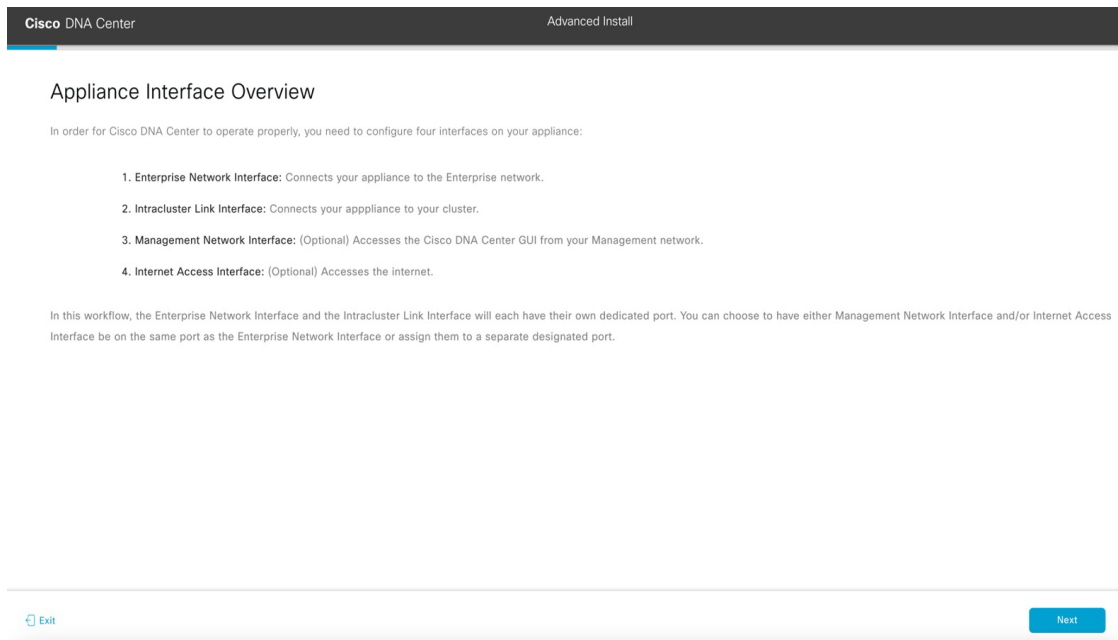 Cisco DNA Center
Advanced Install
Appliance Interface Overview
In order for Cisco DNA Center to operate properly, you need to configure four interfaces on your appliance:
1. Enterprise Network Interface: Connects your appliance to the Enterprise network.
2. Intracluster Link Interface: Connects your apppliance to your cluster.
3. Management Network Interface: (Optional) Accesses the Cisco DNA Center GUI from your Management network.
4. Internet Access Interface: (Optional) Accesses the internet.
In this workflow, the Enterprise Network Interface and the Intracluster Link Interface will each have their own dedicated port. You can choose to have either Management Network Interface and/or Internet Access
Interface be on the same port as the Enterprise Network Interface or assign them to a separate designated port.
Exit
Next